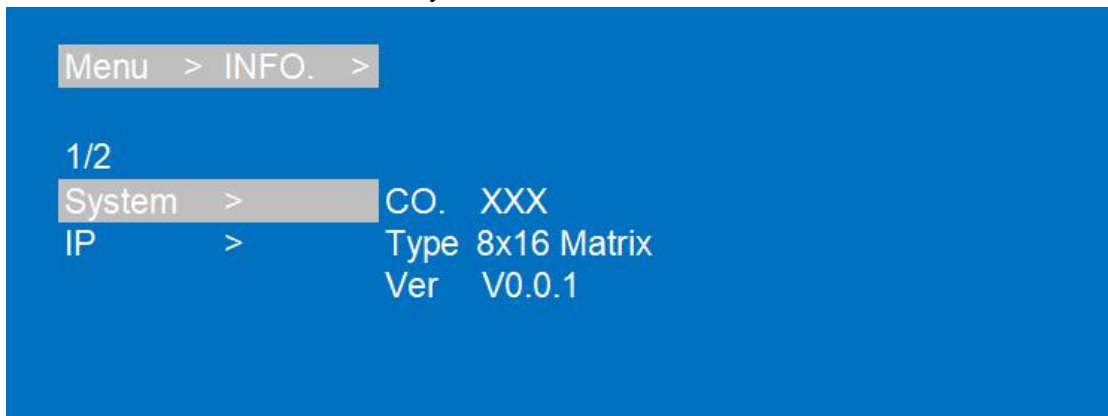 Menu > INFO. >
1/2
System > CO. XXX
IP > Type 8x16 Matrix
Ver V0.0.1